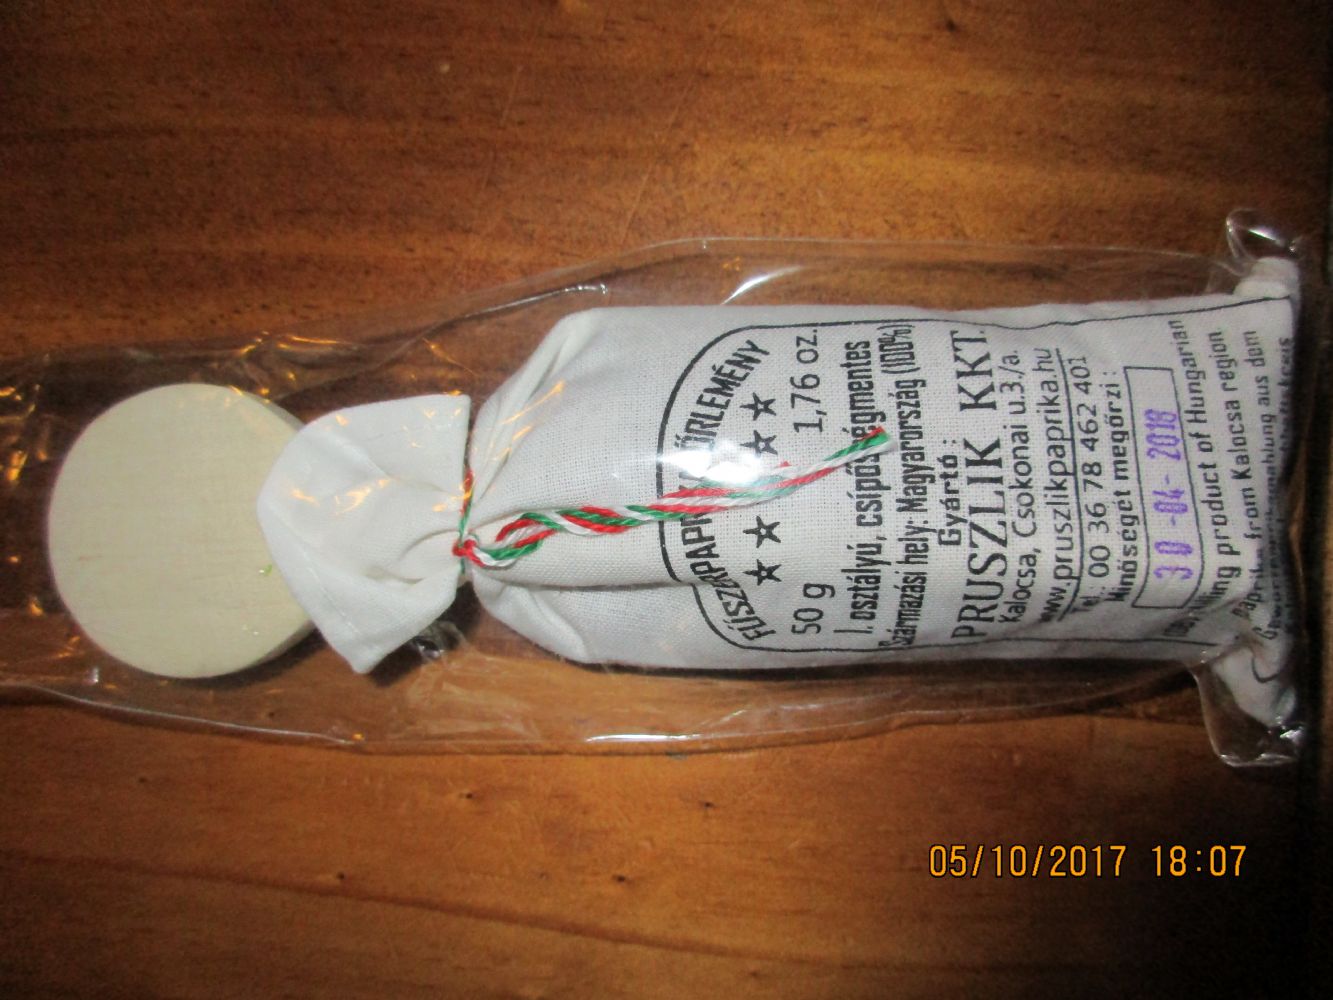 FŰSZERPAPRIKA ŐRLEMÉNY
50 g 1,76 oz.
I. osztályú, csípősségmentes
Származási hely: Magyarország (100%)
Gyártó:
PRUSZLIK KKT.
Kalocsa, Csokonai u.3./a.
www.pruszlikpaprika.hu
Tel.: 00 36 78 462 401
Minőségét megőrzi:
30 -04- 2018
product of Hungarian
from Kalocsa region
aus dem
05/10/2017 18:07